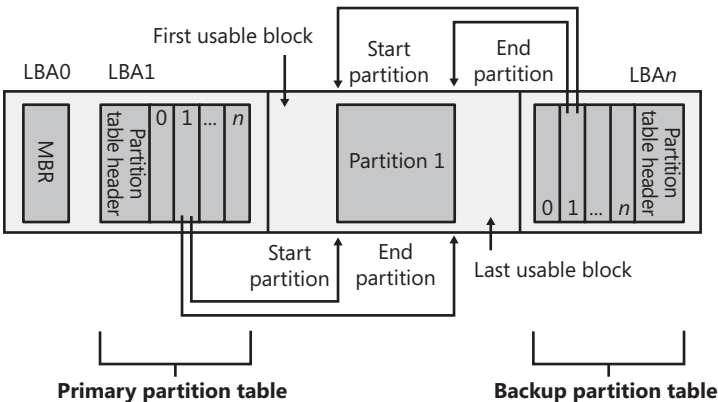 First usable block
Start
partition
End
partition
LBA0
LBA1
LBAn
MBR
Partition
table header
0 1 ... n
Partition 1
0 1 ... n
Partition
table header
Start
partition
End
partition
Last usable block
Primary partition table
Backup partition table